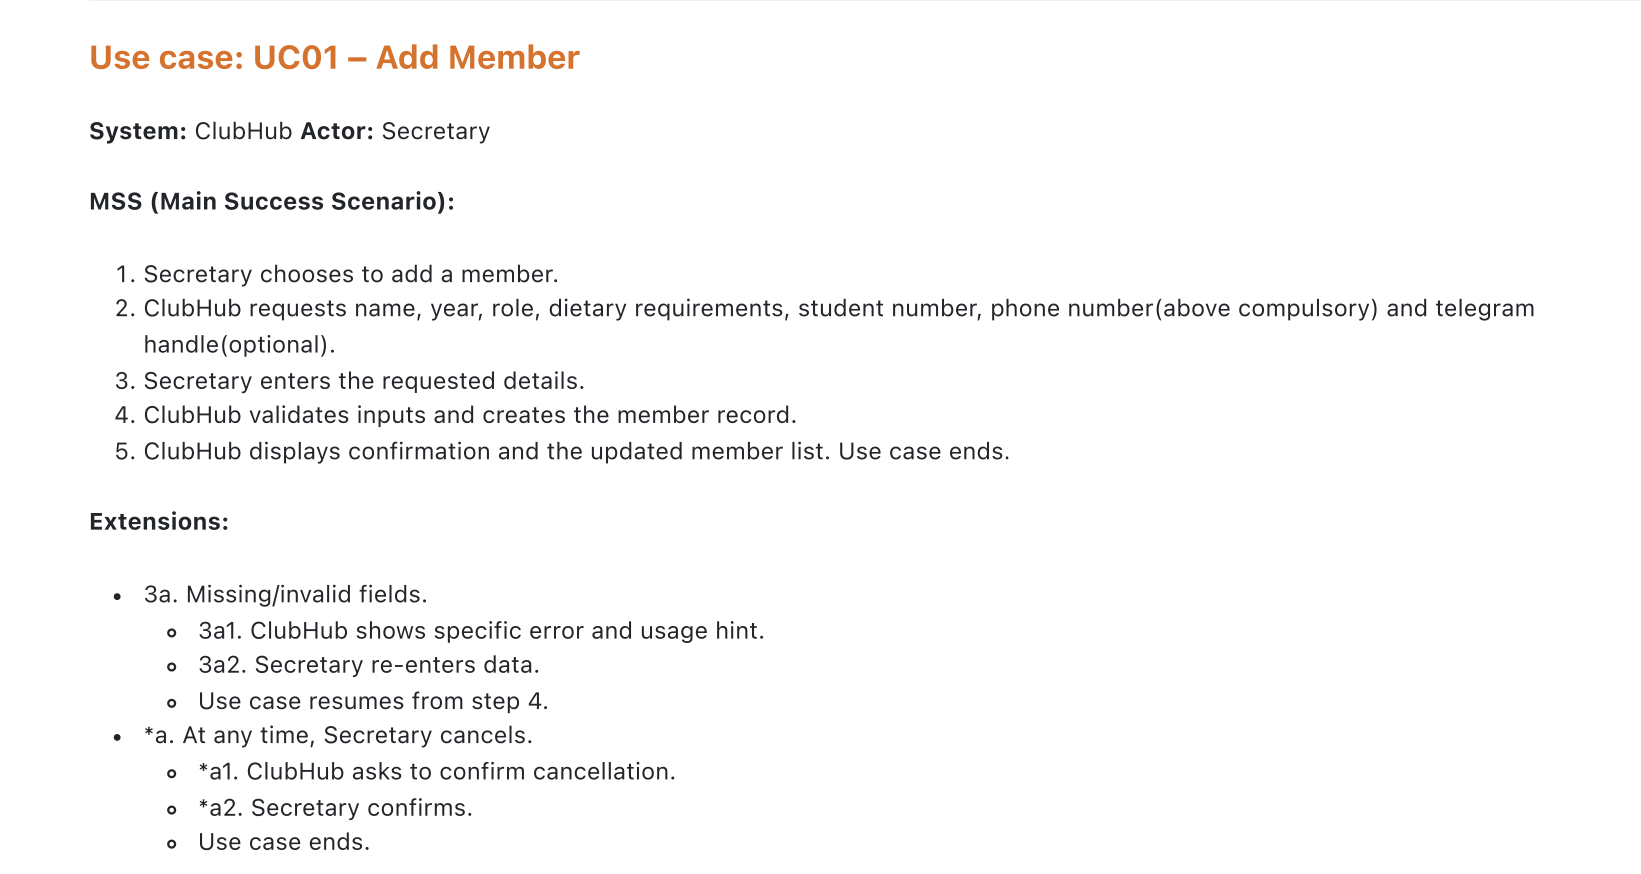 Use case: UC01 – Add Member
System: ClubHub Actor: Secretary
MSS (Main Success Scenario):
1. Secretary chooses to add a member.
2. ClubHub requests name, year, role, dietary requirements, student number, phone number(above compulsory) and telegram
handle(optional).
3. Secretary enters the requested details.
4. ClubHub validates inputs and creates the member record.
5. ClubHub displays confirmation and the updated member list. Use case ends.
Extensions:
• 3a. Missing/invalid fields.
◦ 3a1. ClubHub shows specific error and usage hint.
◦ 3a2. Secretary re-enters data.
◦ Use case resumes from step 4.
• *a. At any time, Secretary cancels.
◦ *a1. ClubHub asks to confirm cancellation.
◦ *a2. Secretary confirms.
◦ Use case ends.